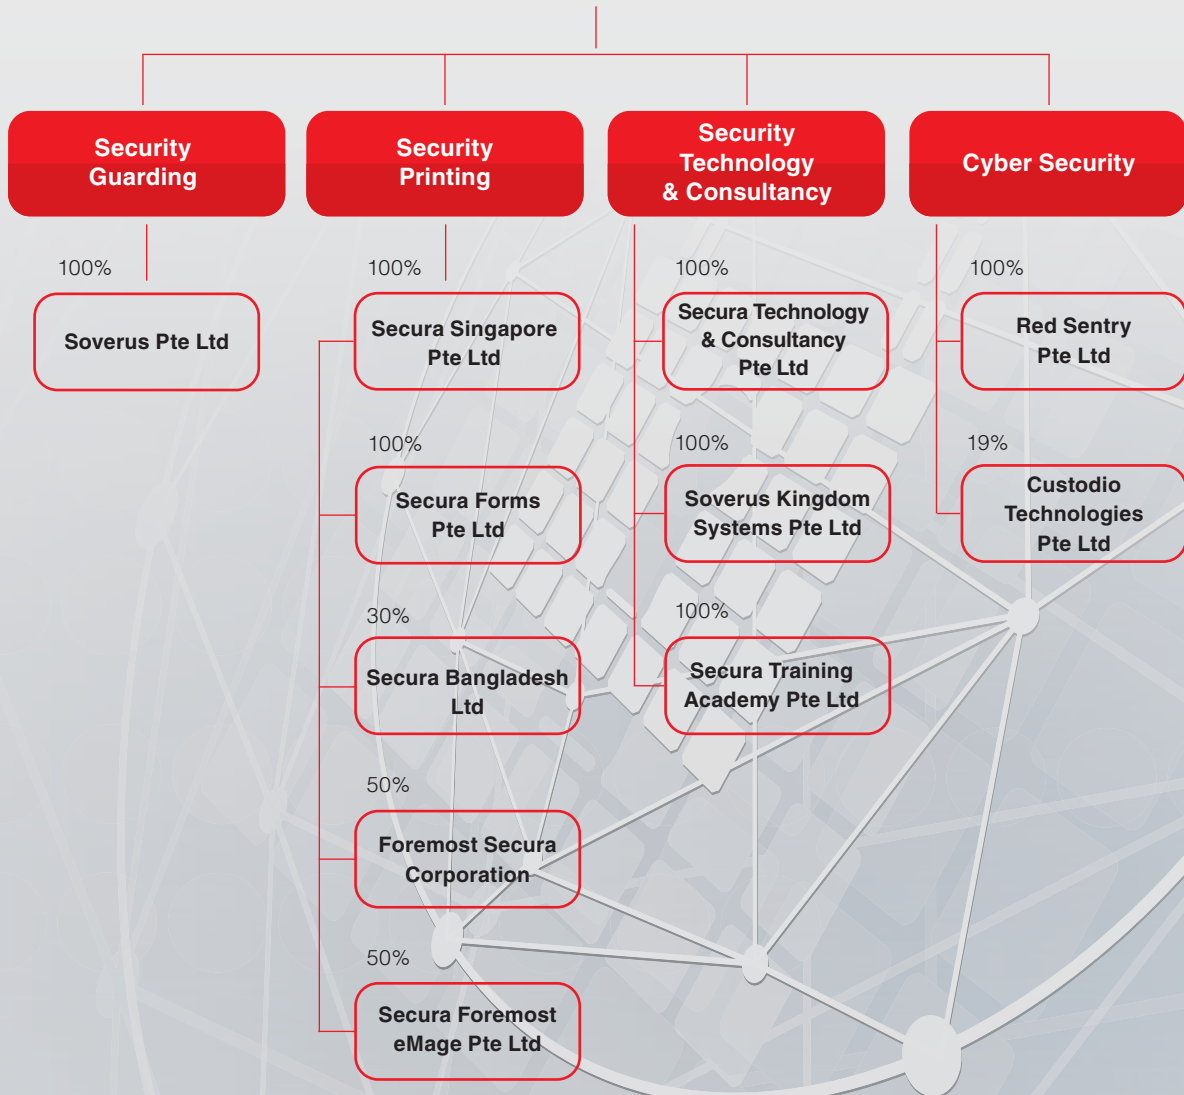 Security
Guarding
Security
Printing
Security
Technology
& Consultancy
Cyber Security
100%
Soverus Pte Ltd
100%
Secura Singapore
Pte Ltd
100%
Secura Forms
Pte Ltd
30%
Secura Bangladesh
Ltd
50%
Foremost Secura
Corporation
50%
Secura Foremost
eMage Pte Ltd
100%
Secura Technology
& Consultancy
Pte Ltd
100%
Soverus Kingdom
Systems Pte Ltd
100%
Secura Training
Academy Pte Ltd
100%
Red Sentry
Pte Ltd
19%
Custodio
Technologies
Pte Ltd